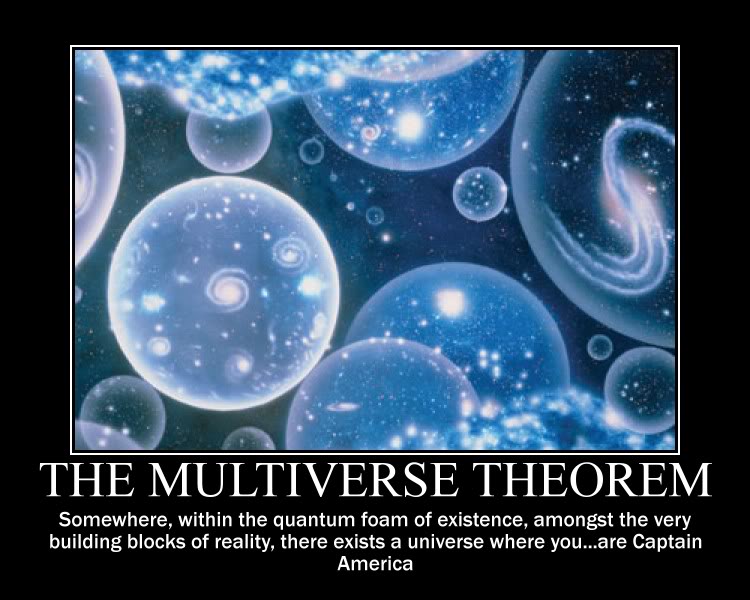 THE MULTIVERSE THEOREM
Somewhere, within the quantum foam of existence, amongst the very
building blocks of reality, there exists a universe where you...are Captain
America